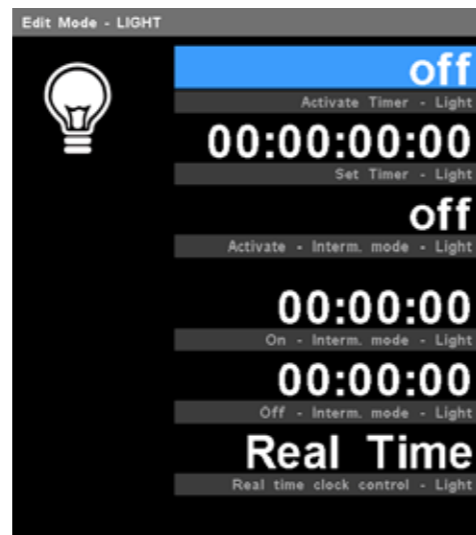 Edit Mode - LIGHT
off
Activate Timer - Light
00:00:00:00
Set Timer - Light
off
Activate - Interm. mode - Light
00:00:00
On - Interm. mode - Light
00:00:00
Off - Interm. mode - Light
Real Time
Real time clock control - Light